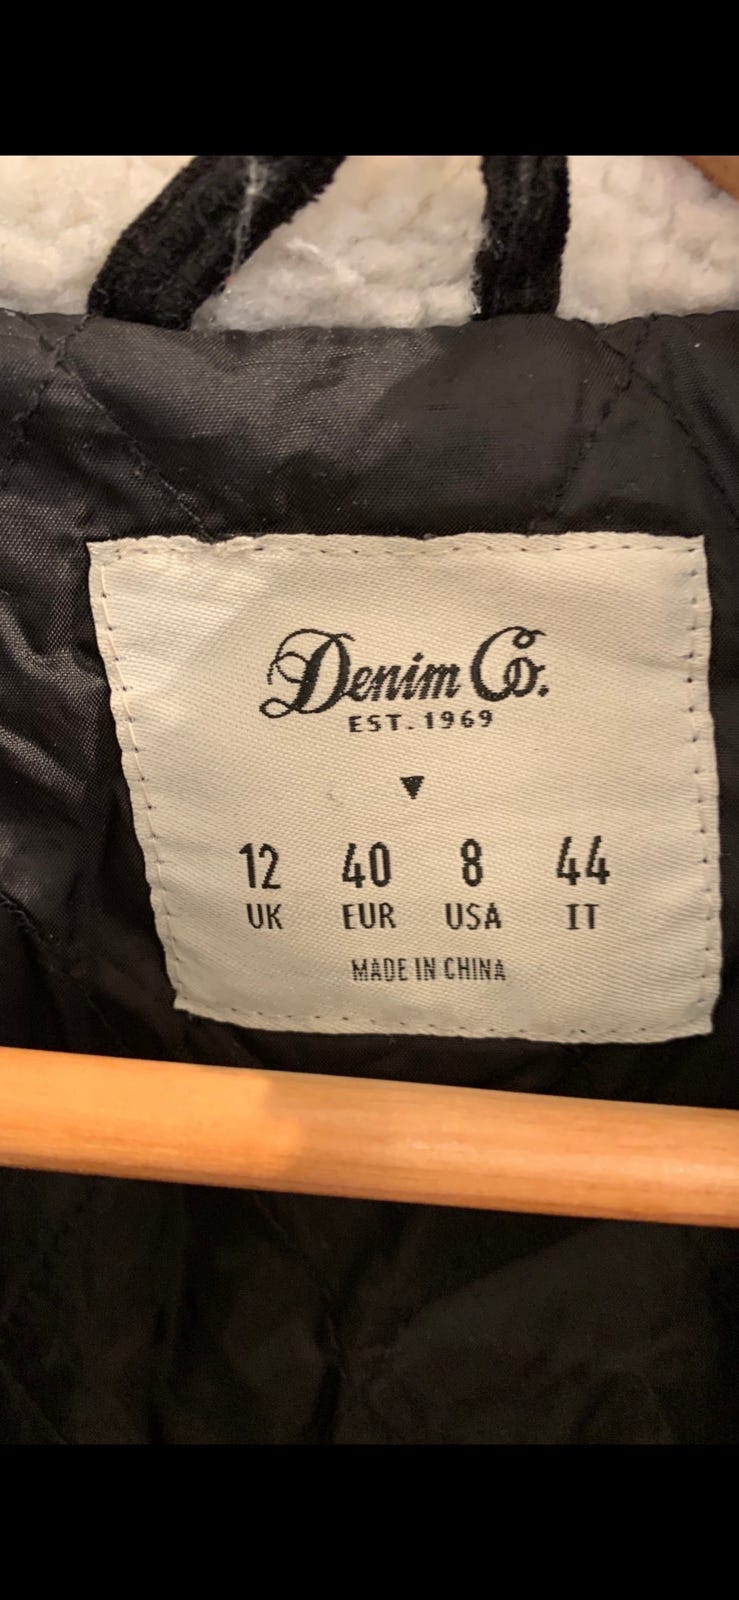 Denim Co.
EST. 1969
12 40 8 44
UK EUR USA IT
MADE IN CHINA